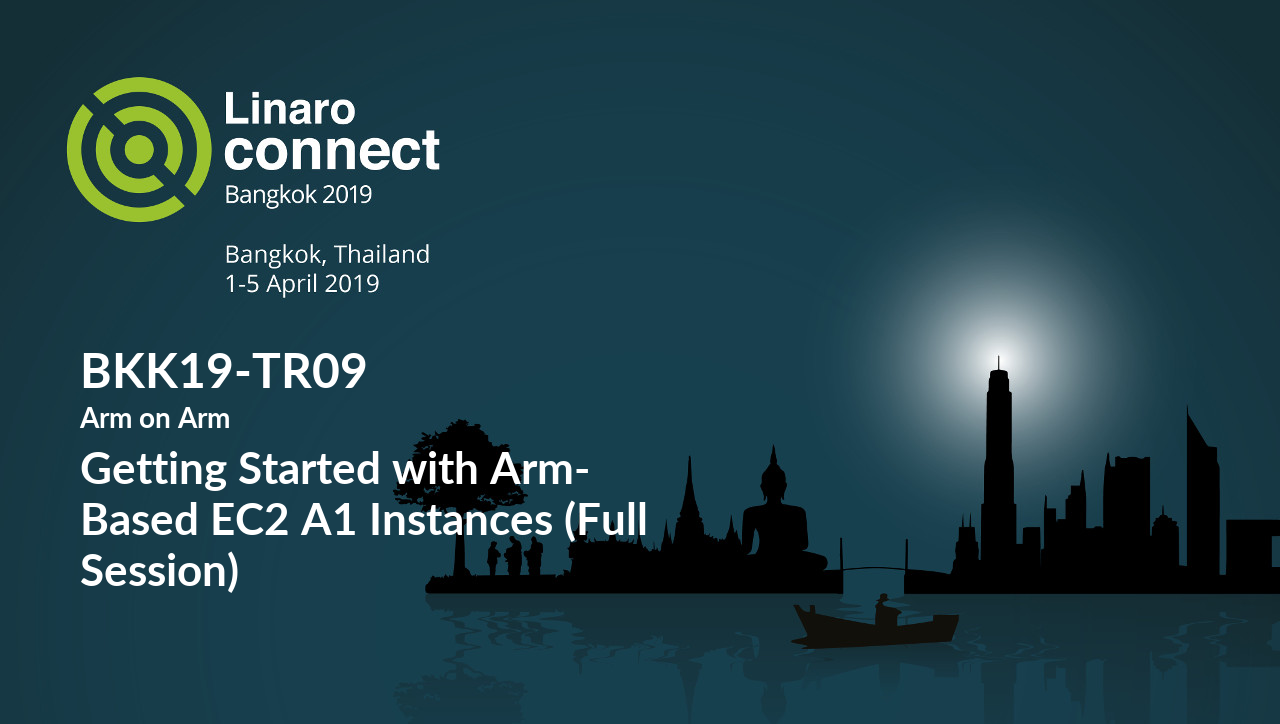 Linaro
connect
Bangkok 2019
Bangkok, Thailand
1-5 April 2019
BKK19-TR09
Arm on Arm
Getting Started with Arm-
Based EC2 A1 Instances (Full
Session)